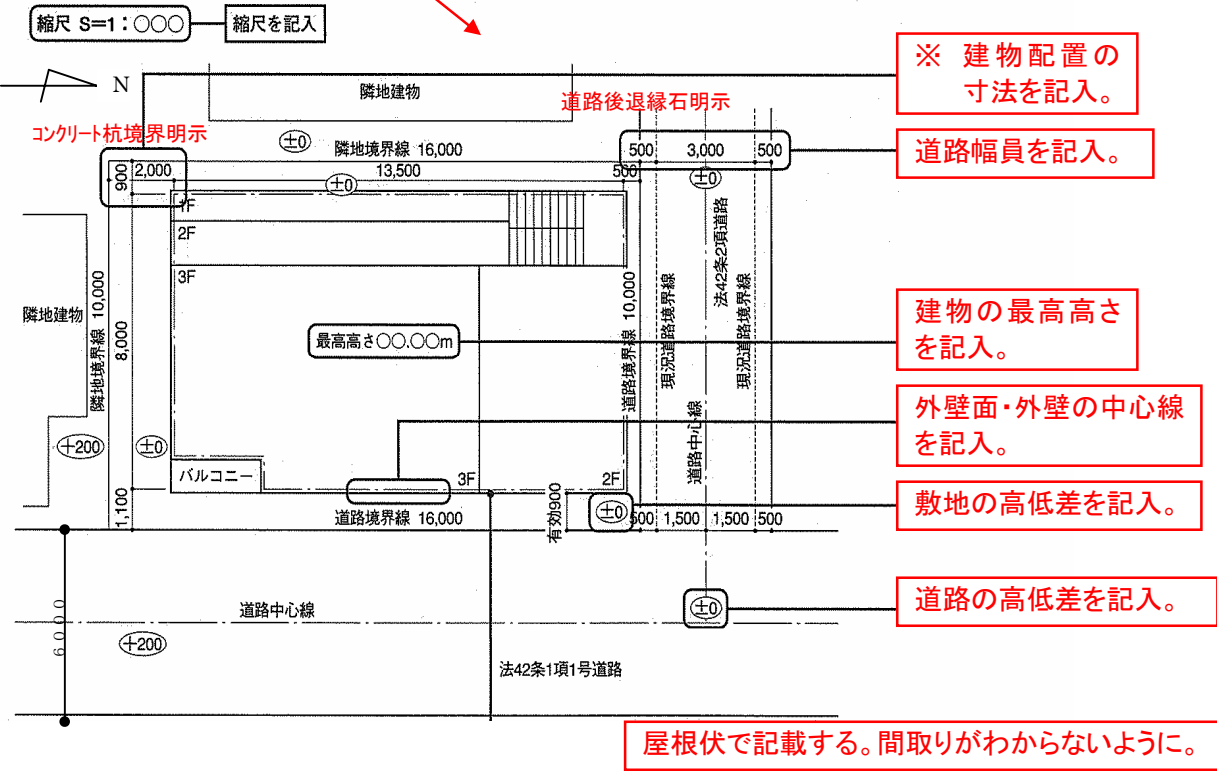 縮尺 S=1：○○○
縮尺を記入
N
隣地建物
道路後退縁石明示
※ 建物配置の
寸法を記入。
コンクリート杭境界明示
±0
隣地境界線 16,000
500
3,000
500
道路幅員を記入。
900
2,000
13,500
500
±0
±0
1F
2F
3F
法42条2項道路
隣地建物
隣地境界線 10,000
8,000
道路境界線 10,000
現況道路境界線
現況道路境界線
建物の最高高さ
を記入。
最高高さ○○.○○m
外壁面・外壁の中心線
を記入。
道路中心線
+200
±0
バルコニー
3F
2F
1,100
道路境界線 16,000
有効900
±0
500
1,500
1,500
500
敷地の高低差を記入。
道路中心線
±0
道路の高低差を記入。
6000
+200
法42条1項1号道路
屋根伏で記載する。間取りがわからないように。